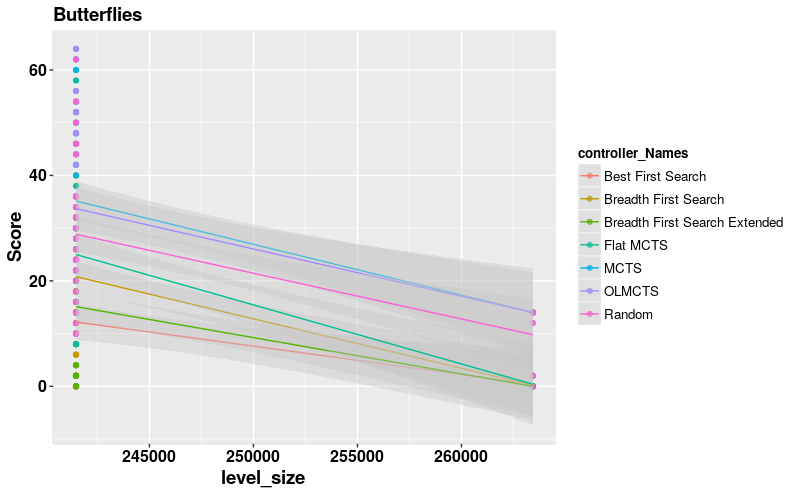 Butterflies
60
40
20
0
Score
245000 250000 255000 260000
level_size
controller_Names
Best First Search
Breadth First Search
Breadth First Search Extended
Flat MCTS
MCTS
OLMCTS
Random